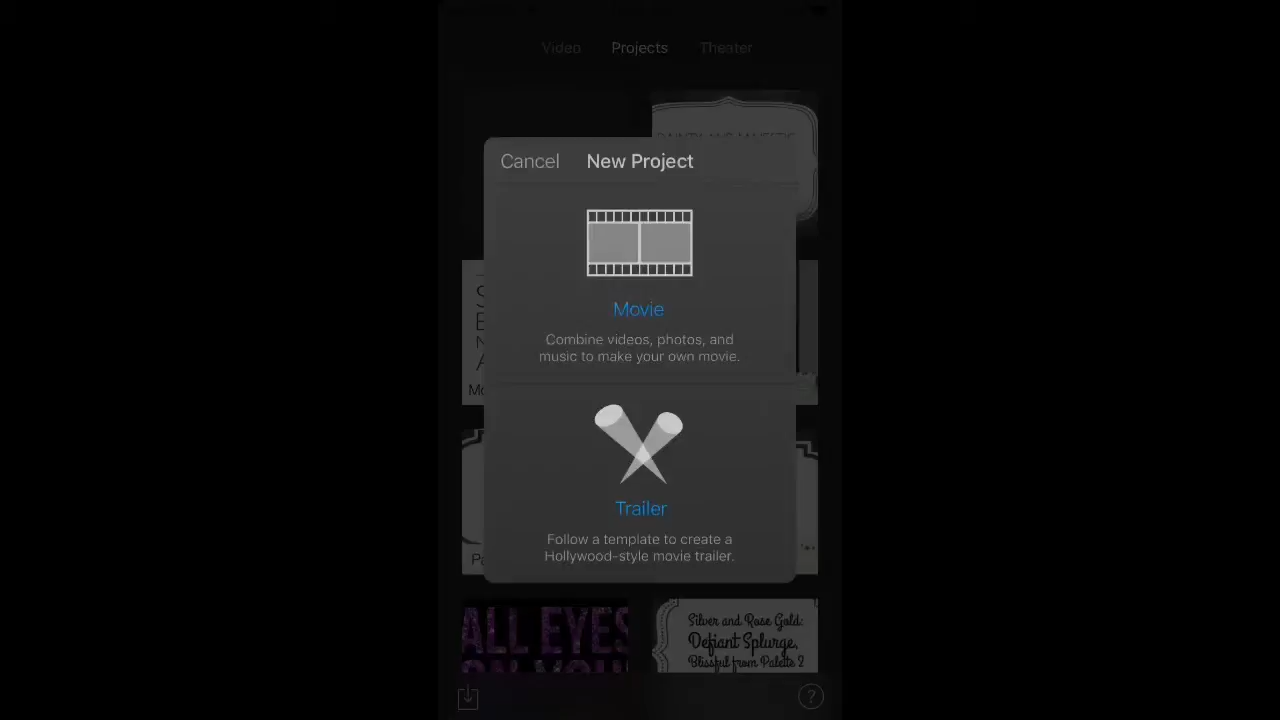 Video Projects Theater
Cancel New Project
Movie
Combine videos, photos, and
music to make your own movie.
Trailer
Follow a template to create a
Hollywood-style movie trailer.
ALL EYES
ON YOU
Silver and Rose Gold:
Defiant Splurge,
Blissful from Palette 2
?